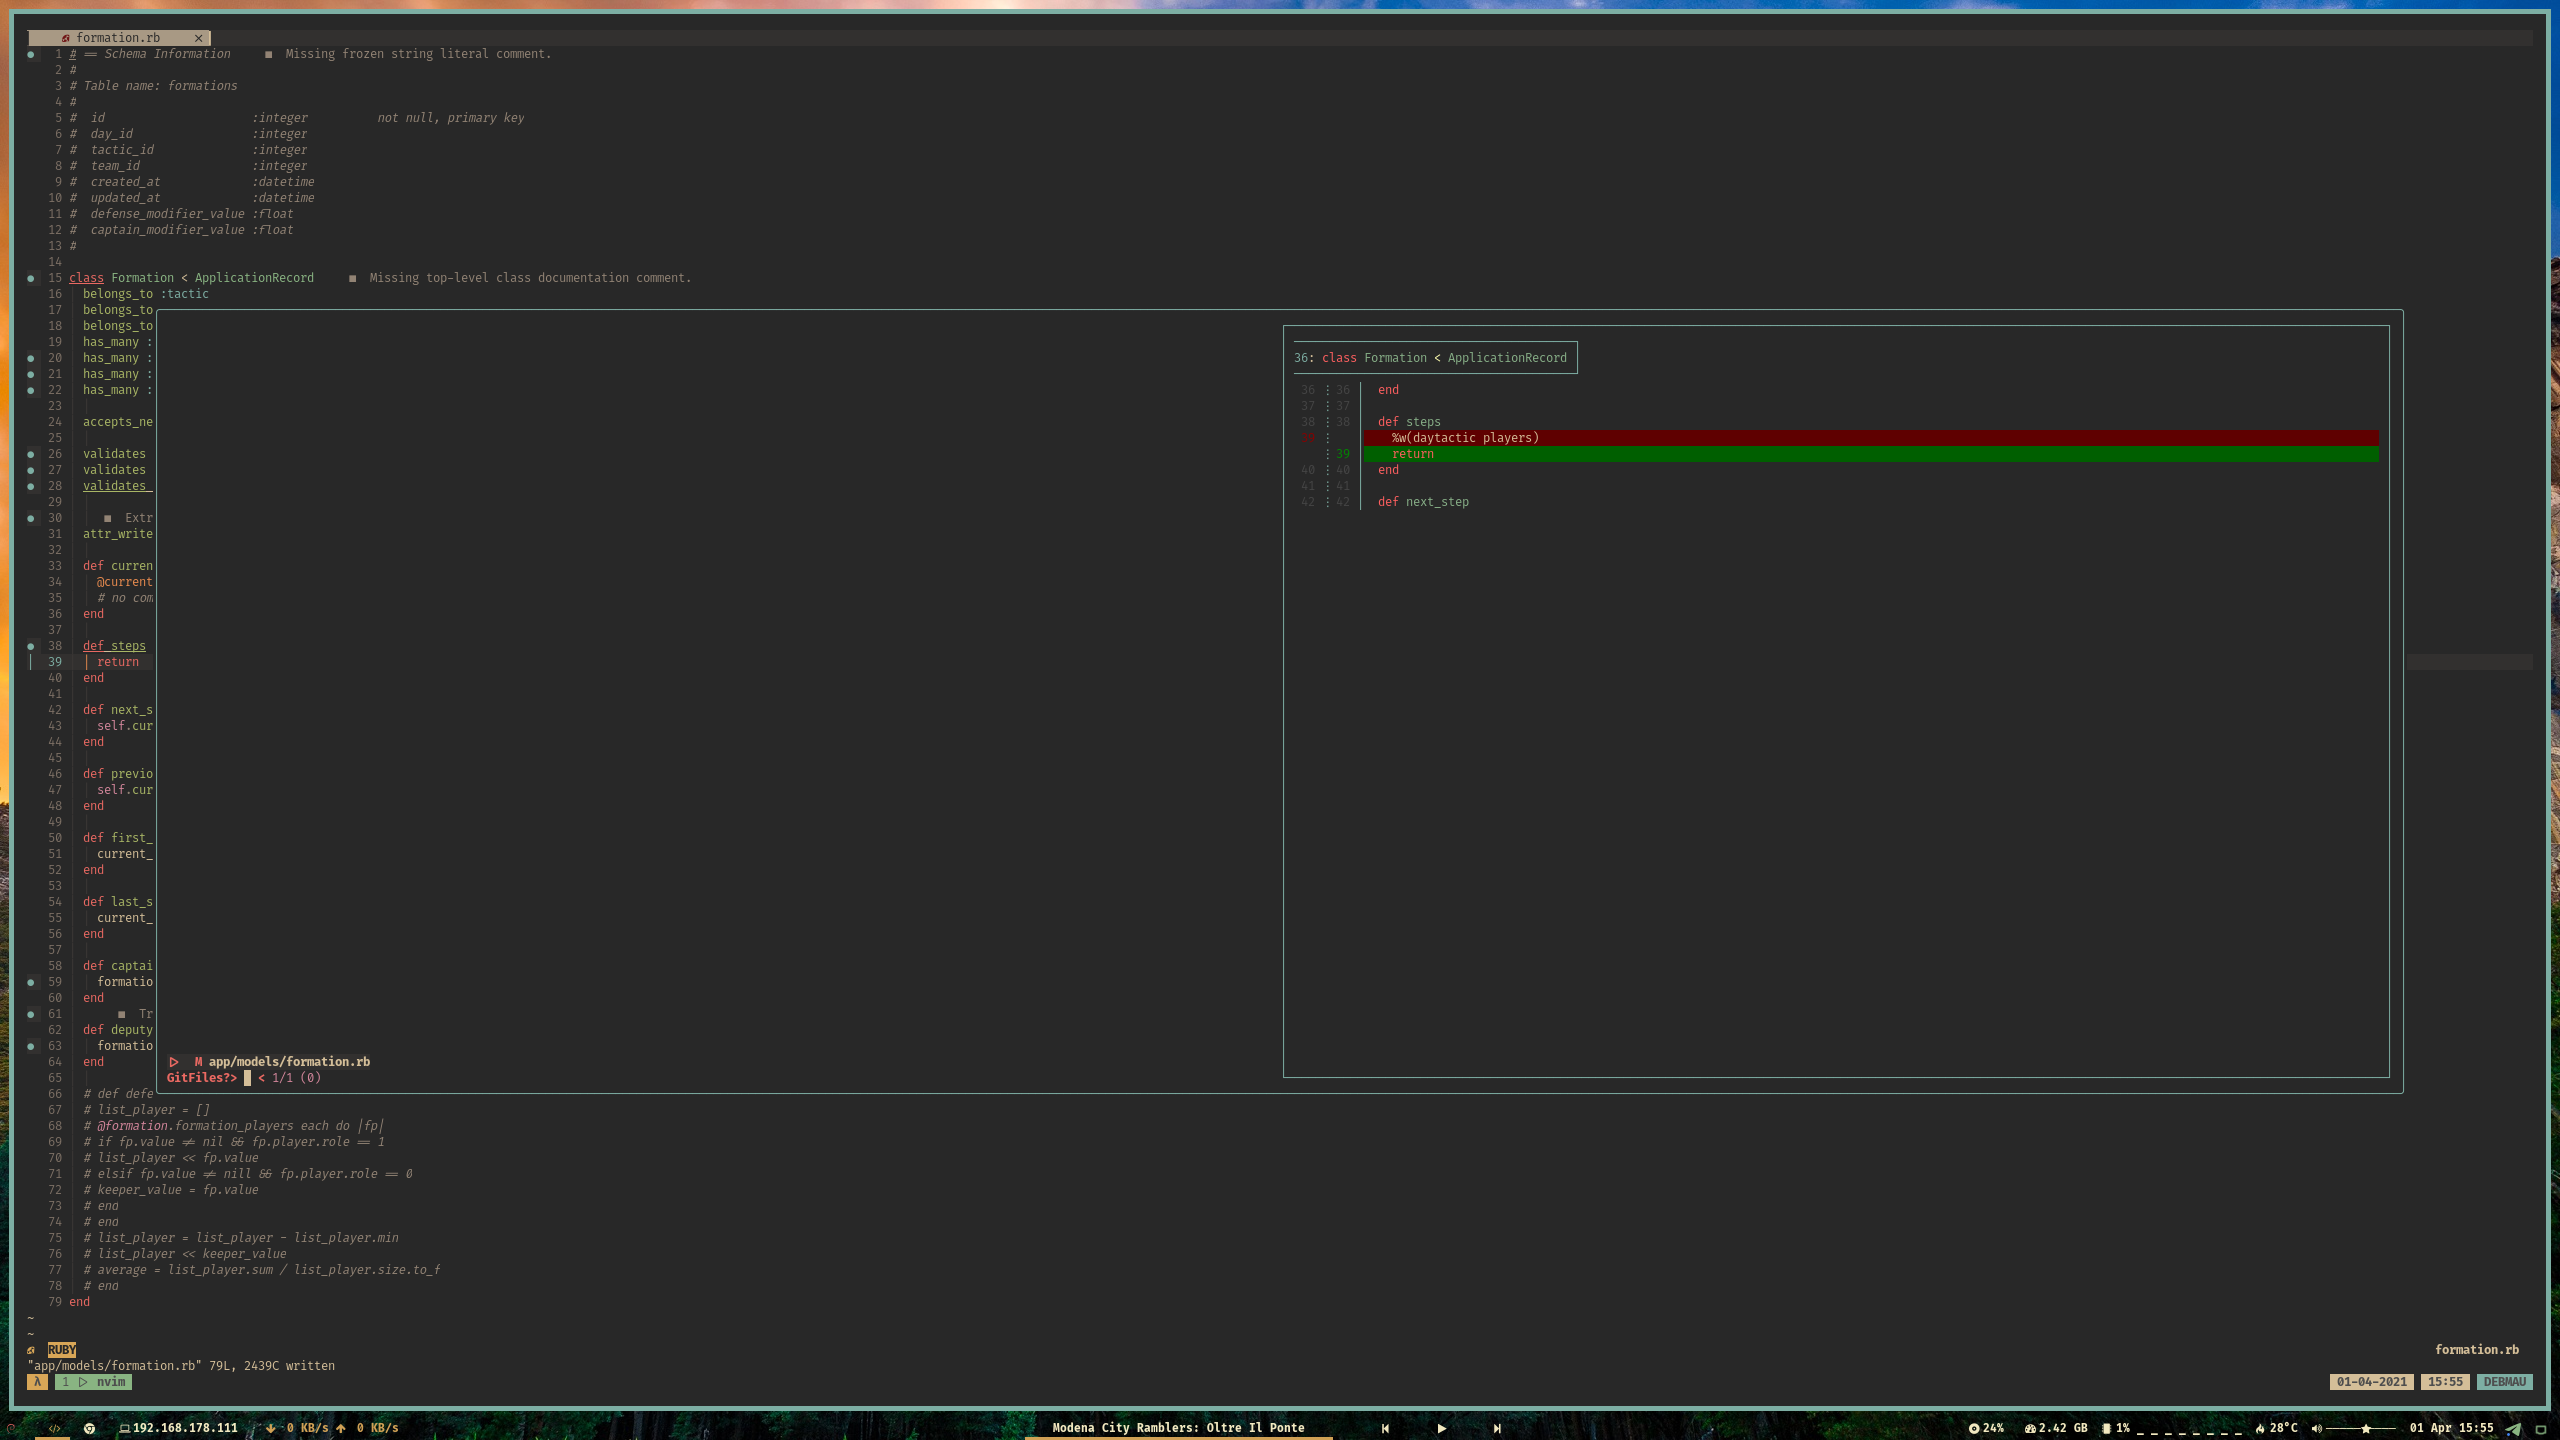 formation.rb ✕
1 # == Schema Information ■ Missing frozen string literal comment.
2 #
3 # Table name: formations
4 #
5 # id :integer not null, primary key
6 # day_id :integer
7 # tactic_id :integer
8 # team_id :integer
9 # created_at :datetime
10 # updated_at :datetime
11 # defense_modifier_value :float
12 # captain_modifier_value :float
13 #
14
15 class Formation < ApplicationRecord ■ Missing top-level class documentation comment.
16 belongs_to :tactic
17 belongs_to
18 belongs_to
19 has_many :
20 has_many :
21 has_many :
22 has_many :
23
24 accepts_ne
25
26 validates
27 validates
28 validates_
29
30 ■ Extr
31 attr_write
32
33 def curren
34 @current
35 # no com
36 end
37
38 def steps
39 return
40 end
41
42 def next_s
43 self.cur
44 end
45
46 def previo
47 self.cur
48 end
49
50 def first_
51 current_
52 end
53
54 def last_s
55 current_
56 end
57
58 def captai
59 formatio
60 end
61 ■ Tr
62 def deputy
63 formatio
64 end
65
66 # def defe
67 # list_player = []
68 # @formation.formation_players each do |fp|
69 # if fp.value != nil && fp.player.role == 1
70 # list_player << fp.value
71 # elsif fp.value != nill && fp.player.role == 0
72 # keeper_value = fp.value
73 # end
74 # end
75 # list_player = list_player - list_player.min
76 # list_player << keeper_value
77 # average = list_player.sum / list_player.size.to_f
78 # end
79 end
~
~
36: class Formation < ApplicationRecord
36 ⋮ 36 end
37 ⋮ 37
38 ⋮ 38 def steps
39 ⋮ %w(daytactic players)
⋮ 39 return
40 ⋮ 40 end
41 ⋮ 41
42 ⋮ 42 def next_step
▷ M app/models/formation.rb
GitFiles?> < 1/1 (0)
RUBY formation.rb
"app/models/formation.rb" 79L, 2439C written
λ 1 ▷ nvim 01-04-2021 15:55 DEBMAU
192.168.178.111 0 KB/s 0 KB/s Modena City Ramblers: Oltre Il Ponte 24% 2.42 GB 1% 28°C 01 Apr 15:55